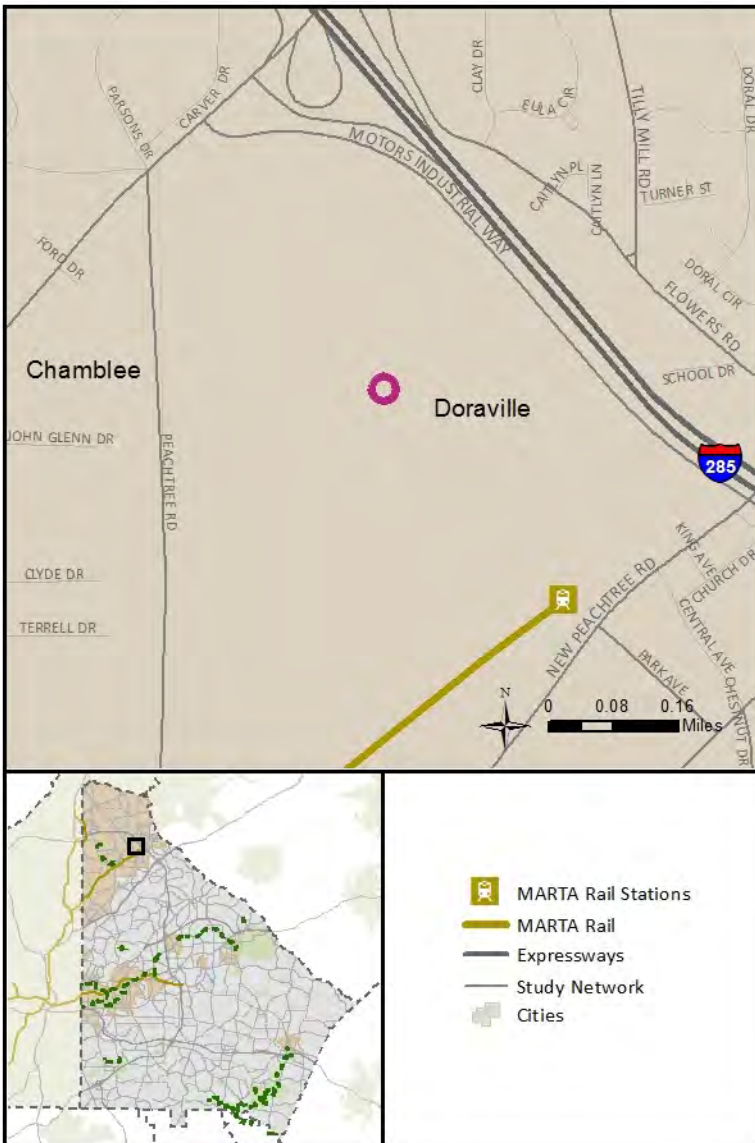 CLAY DR
DORAL DR
PARSONS DR
CARVER DR
EULA CIR
TILLY MILL RD
MOTORS INDUSTRIAL WAY
CAITLYN PL
CAITLYN LN
TURNER ST
FORD DR
DORAL CIR
FLOWERS RD
Chamblee
SCHOOL DR
Doraville
JOHN GLENN DR
PEACHTREE RD
285
KING AVE
CHURCH DR
CLYDE DR
NEW PEACHTREE RD
CENTRAL AVE
TERRELL DR
PARK AVE
CHESTNUT DR
N
0 0.08 0.16
Miles
MARTA Rail Stations
MARTA Rail
Expressways
Study Network
Cities